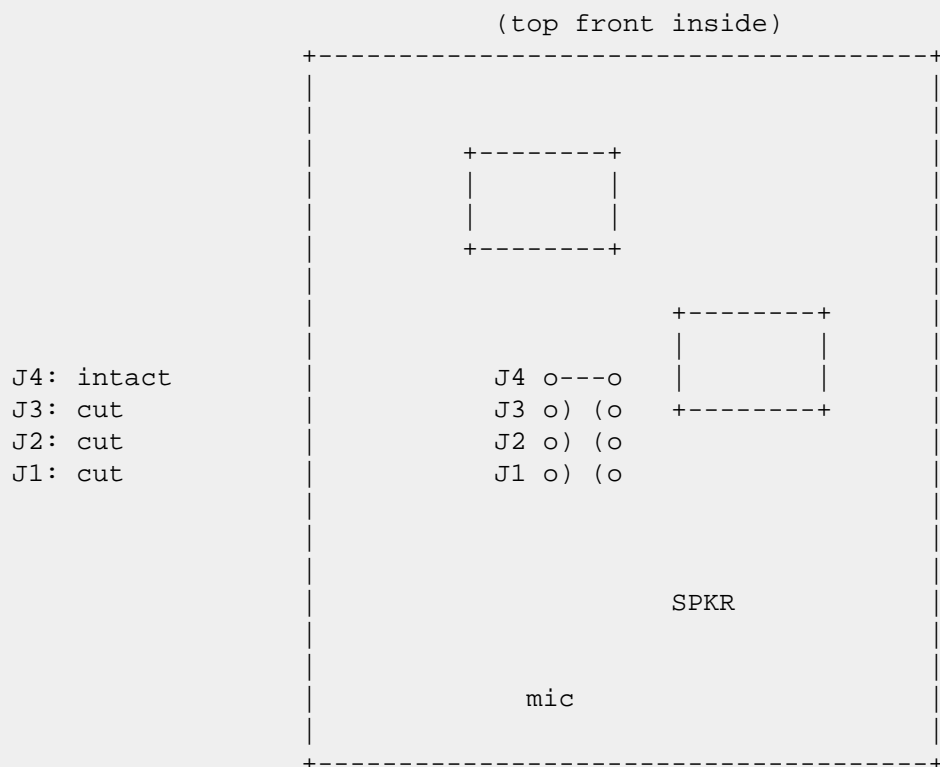 (top front inside)
J4: intact J4 o---o
J3: cut J3 o) (o
J2: cut J2 o) (o
J1: cut J1 o) (o
SPKR
mic